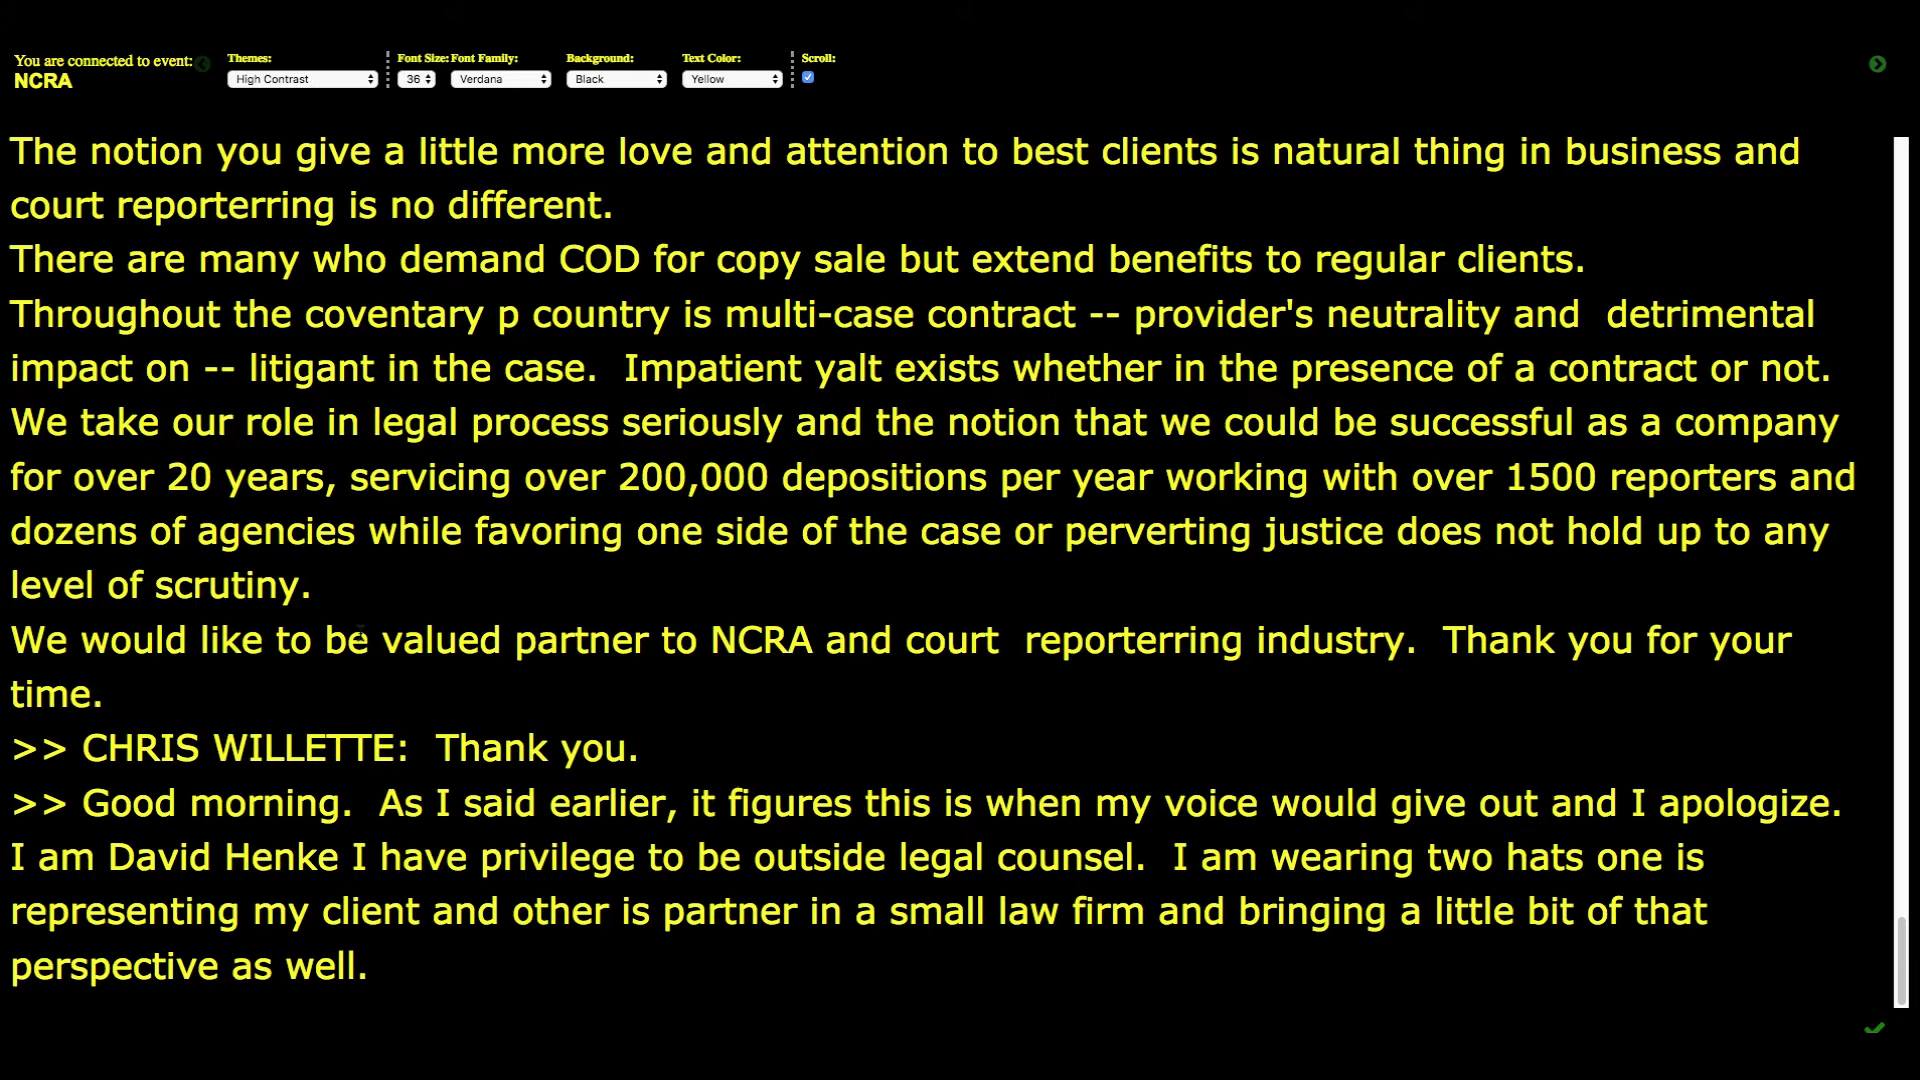 You are connected to event:
NCRA
Themes:
High Contrast
Font Size:
36
Font Family:
Verdana
Background:
Black
Text Color:
Yellow
Scroll:
The notion you give a little more love and attention to best clients is natural thing in business and
court reporterring is no different.
There are many who demand COD for copy sale but extend benefits to regular clients.
Throughout the coventary p country is multi-case contract -- provider's neutrality and  detrimental
impact on -- litigant in the case.  Impatient yalt exists whether in the presence of a contract or not.
We take our role in legal process seriously and the notion that we could be successful as a company
for over 20 years, servicing over 200,000 depositions per year working with over 1500 reporters and
dozens of agencies while favoring one side of the case or perverting justice does not hold up to any
level of scrutiny.
We would like to be valued partner to NCRA and court  reporterring industry.  Thank you for your
time.
>> CHRIS WILLETTE:  Thank you.
>> Good morning.  As I said earlier, it figures this is when my voice would give out and I apologize.
I am David Henke I have privilege to be outside legal counsel.  I am wearing two hats one is
representing my client and other is partner in a small law firm and bringing a little bit of that
perspective as well.